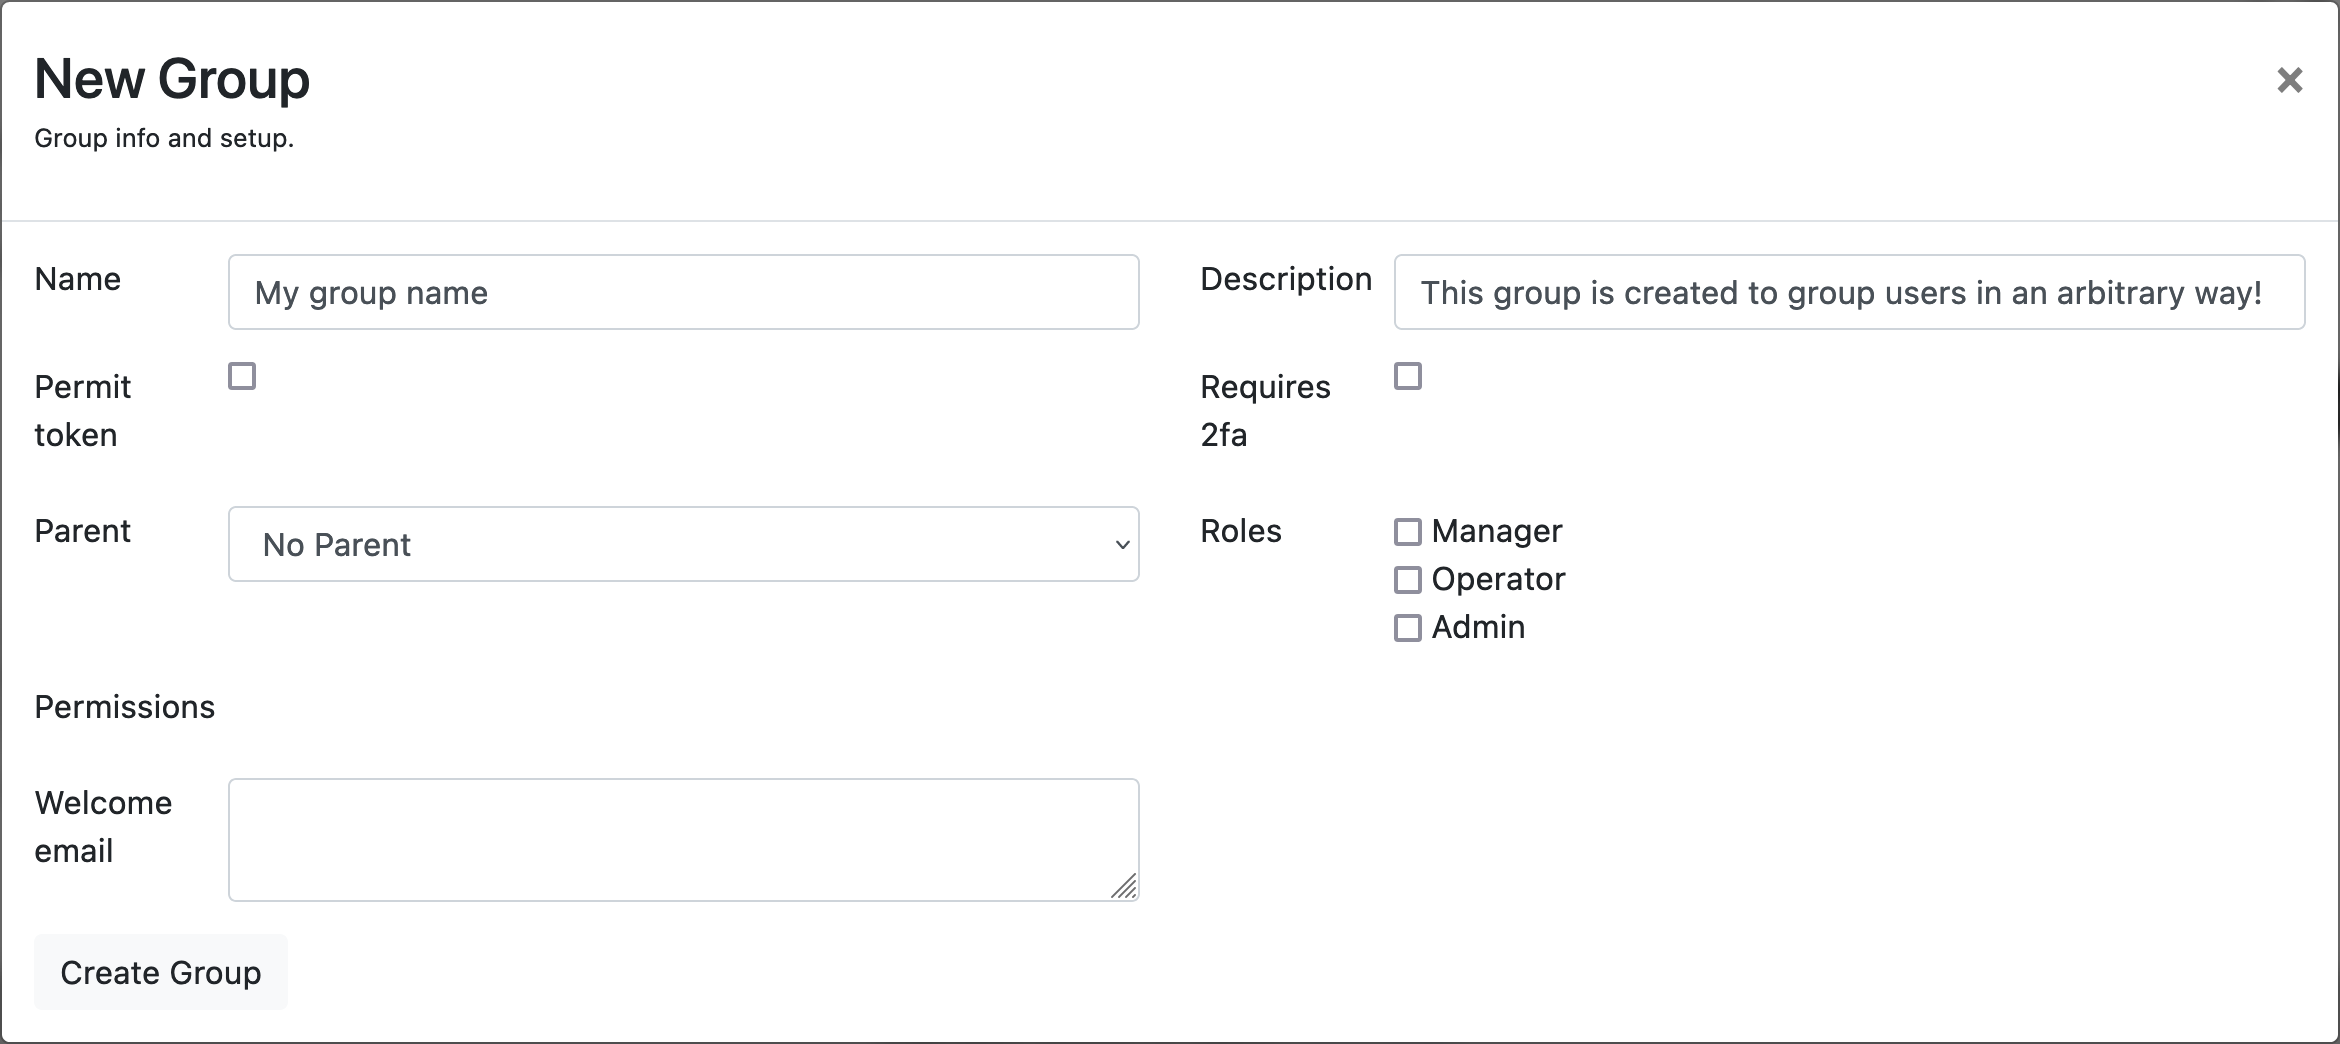 New Group
Group info and setup.
Name
My group name
Description
This group is created to group users in an arbitrary way!
Permit
token
Requires
2fa
Parent
No Parent
Roles
Manager
Operator
Admin
Permissions
Welcome
email
Create Group